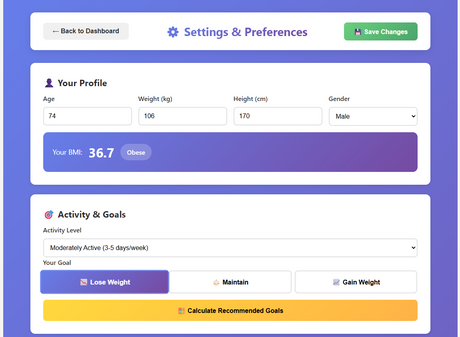 ← Back to Dashboard
⚙ Settings & Preferences
💾 Save Changes
👤 Your Profile
Age
Weight (kg)
Height (cm)
Gender
74
106
170
Male
Your BMI: 36.7 Obese
🎯 Activity & Goals
Activity Level
Moderately Active (3-5 days/week)
Your Goal
📉 Lose Weight
⚖️ Maintain
📈 Gain Weight
🧮 Calculate Recommended Goals